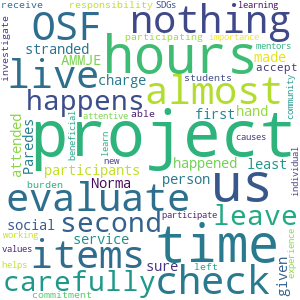 receive responsibility SDGs learning
OSF nothing
investigate participating importance
stranded hours mentors
AMMJE made
live almost accept
happens charge students
first hand community
attended project
Paredes happened least
participants beneficial attentive able causes
learn us individual
burden Norma person
evaluate new leave
social second participate
service given
working items time experience
values sure left
helps carefully check
commitment